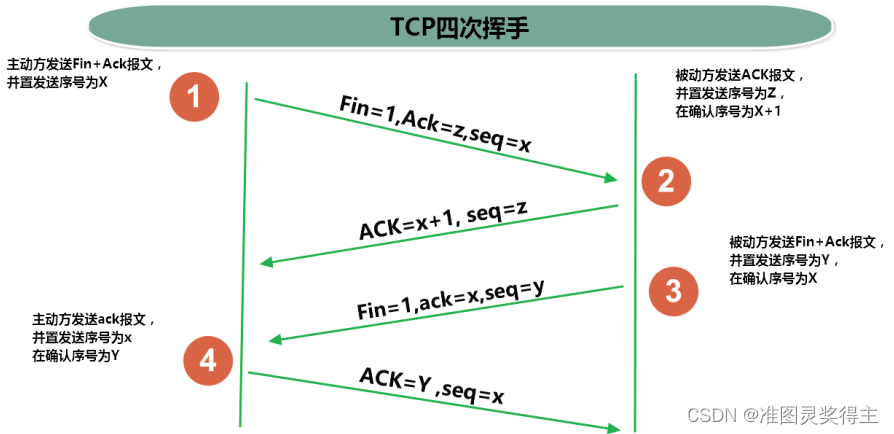 TCP四次挥手
主动方发送Fin+Ack报文，
并置发送序号为X
1
被动方发送ACK报文，
并置发送序号为Z，
在确认序号为X+1
Fin=1,Ack=z,seq=x
2
ACK=x+1, seq=z
被动方发送Fin+Ack报文，
并置发送序号为Y，
在确认序号为X
3
Fin=1,ack=x,seq=y
主动方发送ack报文，
并置发送序号为x
在确认序号为Y
4
ACK=Y ,seq=x
CSDN @准图灵奖得主